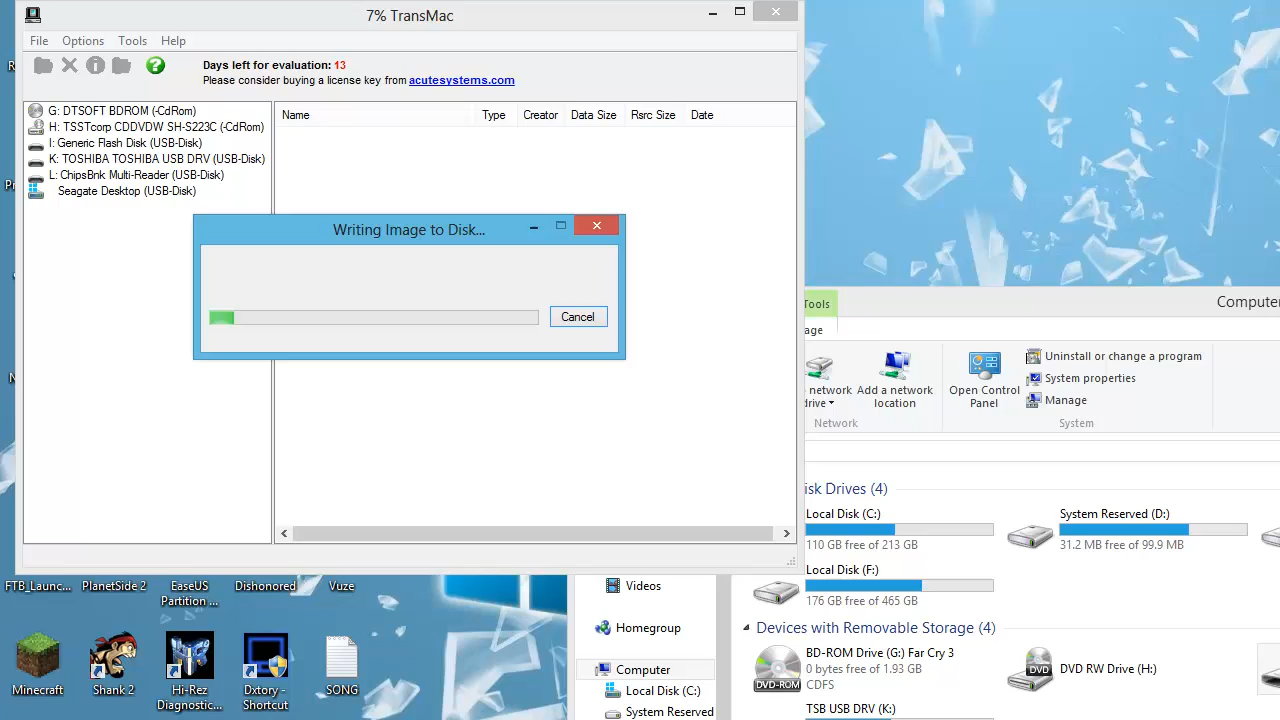 7% TransMac
File Options Tools Help
Days left for evaluation: 13
Please consider buying a license key from acutesystems.com
G: DTSOFT BDROM (-CdRom)
H: TSSTcorp CDDVDW SH-S223C (-CdRom)
I: Generic Flash Disk (USB-Disk)
K: TOSHIBA TOSHIBA USB DRV (USB-Disk)
L: ChipsBnk Multi-Reader (USB-Disk)
Seagate Desktop (USB-Disk)
Name Type Creator Data Size Rsrc Size Date
Writing Image to Disk...
Cancel
Tools
Computer
age
network
drive
Add a network
location
Network
Open Control
Panel
Uninstall or change a program
System properties
Manage
System
isk Drives (4)
Local Disk (C:)
110 GB free of 213 GB
System Reserved (D:)
31.2 MB free of 99.9 MB
Local Disk (F:)
176 GB free of 465 GB
Devices with Removable Storage (4)
BD-ROM Drive (G:) Far Cry 3
0 bytes free of 1.93 GB
CDFS
DVD-ROM
DVD
DVD RW Drive (H:)
TSB USB DRV (K:)
Videos
Homegroup
Computer
Local Disk (C:)
System Reserved
FTB_Launc...
PlanetSide 2
EaseUS
Partition ...
Dishonored
Vuze
Minecraft
Shank 2
Hi-Rez
Diagnostic...
Dxtory -
Shortcut
SONG